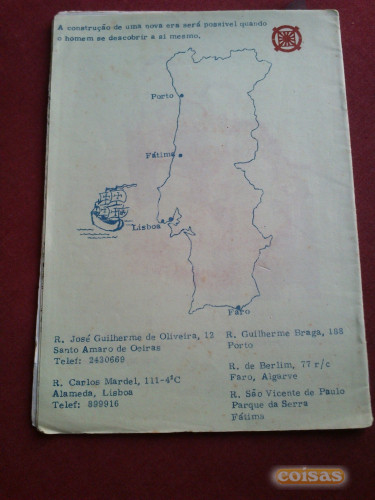 A construção de uma nova era será possivel quando
o homem se descobrir a si mesmo.
Porto
Fátima
Lisboa
Faro
R. José Guilherme de Oliveira, 12
Santo Amaro de Oeiras
Telef: 2430669
R. Carlos Mardel, 111-4ºC
Alameda, Lisboa
Telef: 899916
R. Guilherme Braga, 188
Porto
R. de Berlim, 77 r/c
Faro, Algarve
R. São Vicente de Paulo
Parque da Serra
Fátima
coisas